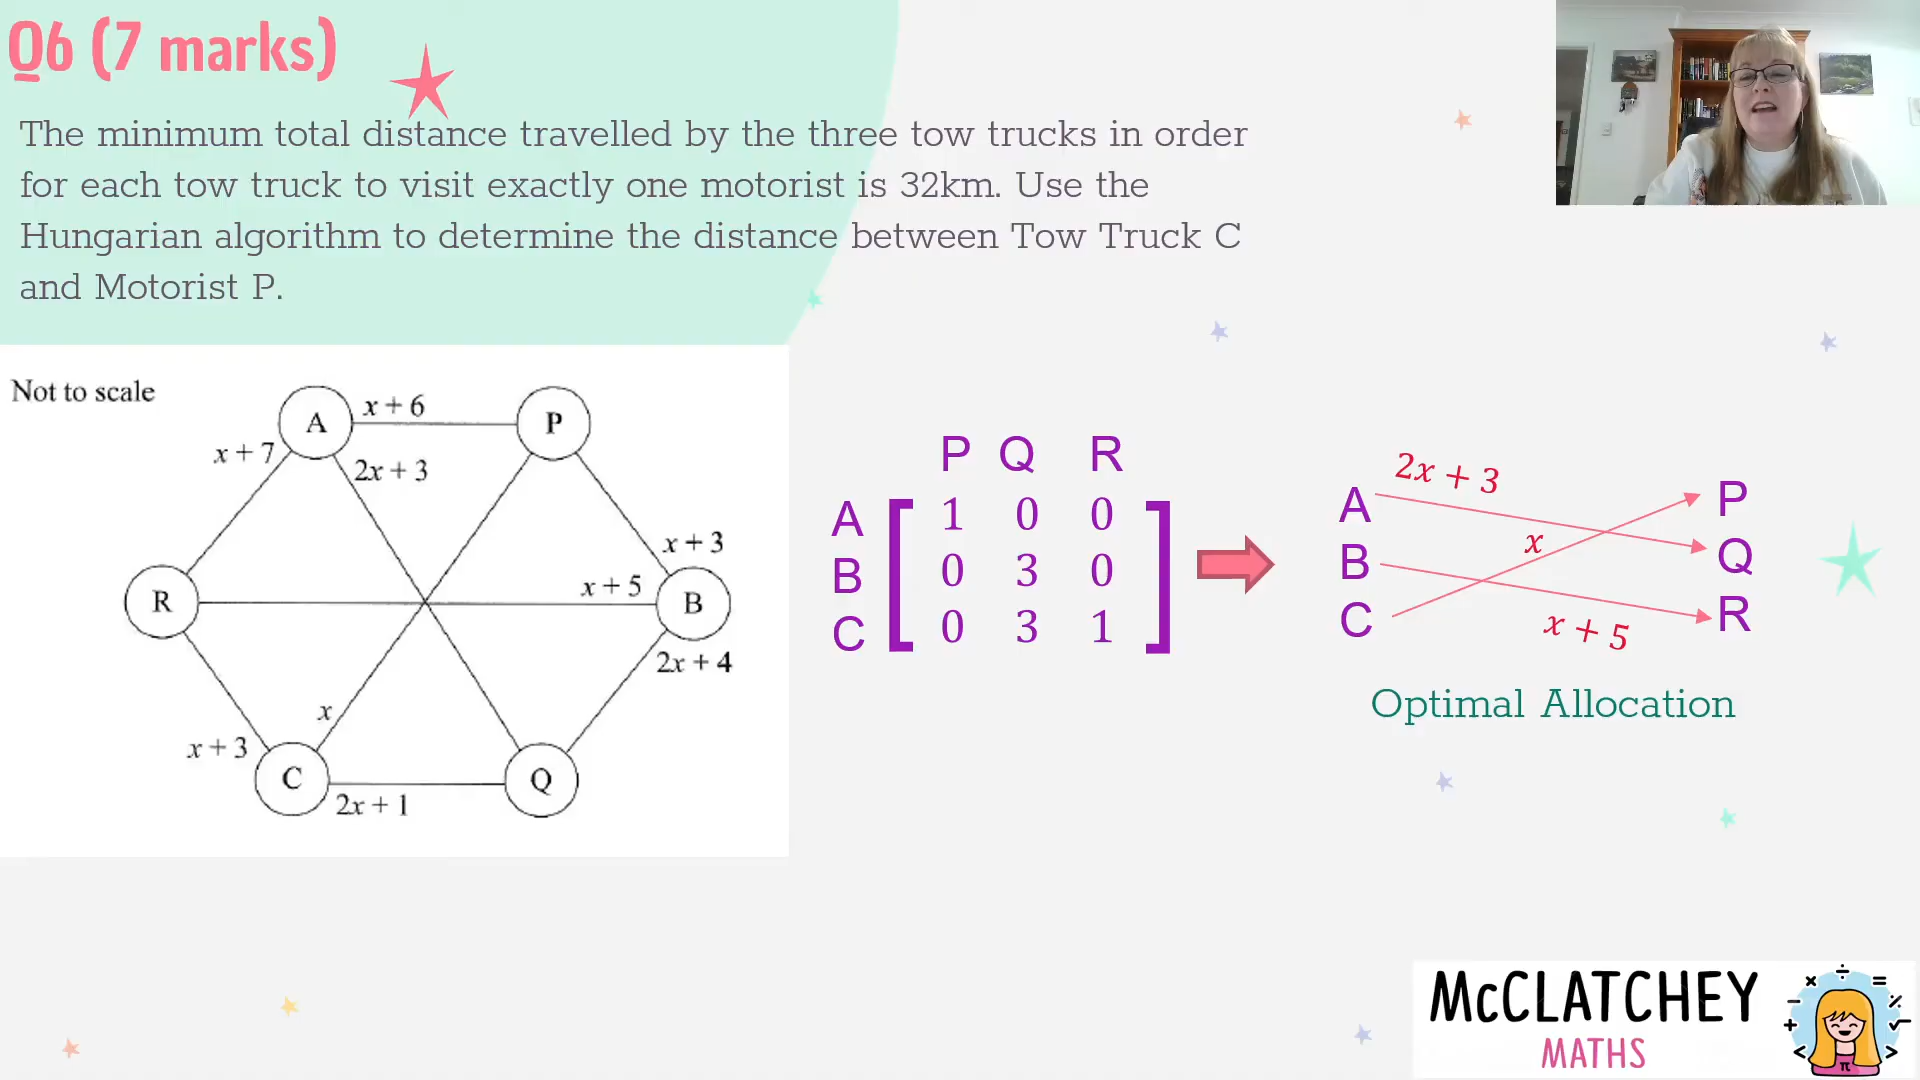 Q6 (7 marks)
The minimum total distance travelled by the three tow trucks in order
for each tow truck to visit exactly one motorist is 32km. Use the
Hungarian algorithm to determine the distance between Tow Truck C
and Motorist P.
Not to scale
A
x + 6
P
x + 7
2x + 3
x + 3
R
x + 5
B
2x + 4
x
x + 3
C
Q
2x + 1
P Q R
A 1 0 0
B 0 3 0
C 0 3 1
2x + 3
A P
x
B Q
C R
x + 5
Optimal Allocation
McCLATCHEY
MATHS
× ÷ =
− %
+ √
< >
π